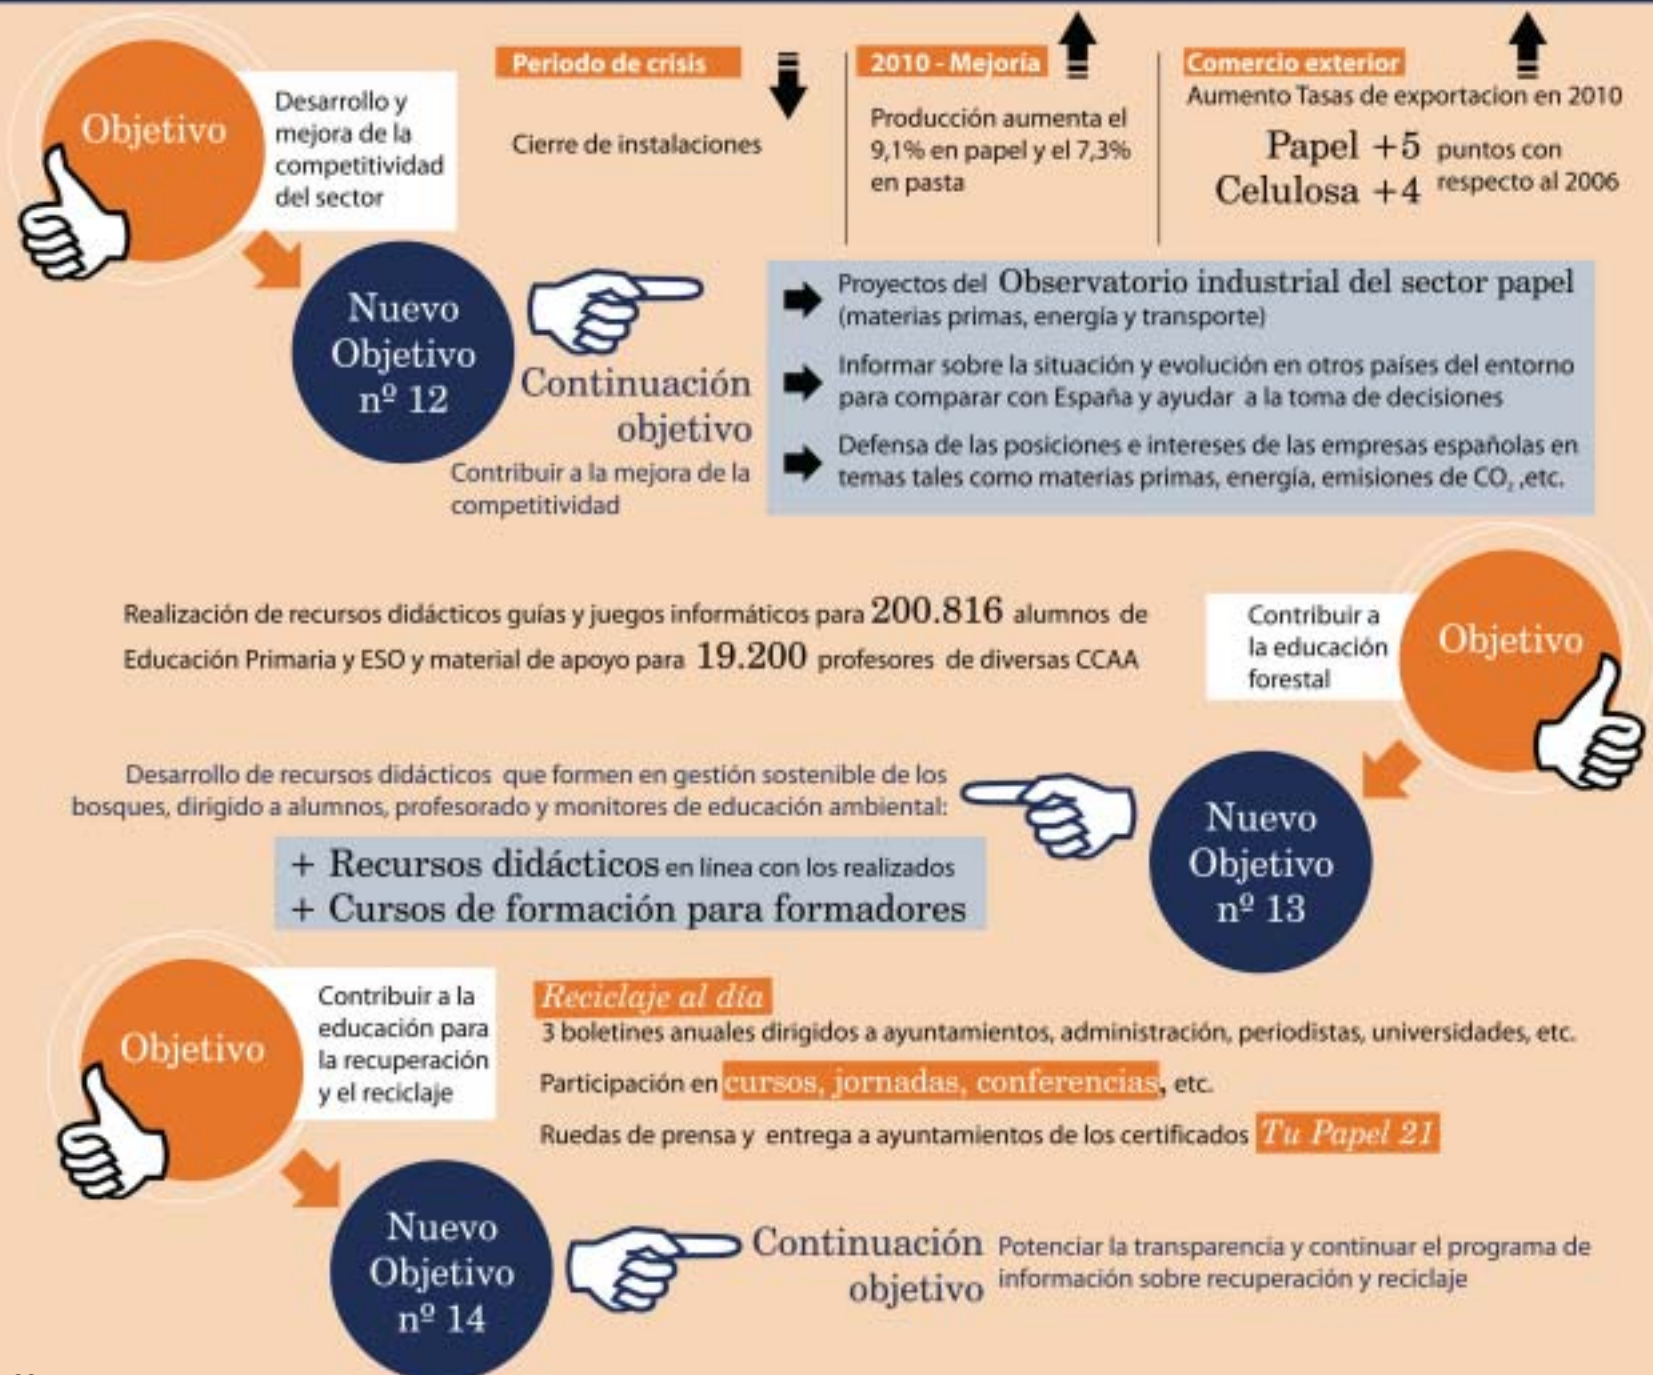 Objetivo
Desarrollo y
mejora de la
competitividad
del sector
Periodo de crisis
Cierre de instalaciones
2010 - Mejoría
Producción aumenta el
9,1% en papel y el 7,3%
en pasta
Comercio exterior
Aumento Tasas de exportacion en 2010
Papel +5 puntos con
Celulosa +4 respecto al 2006
Nuevo
Objetivo
nº 12
Continuación
objetivo
Contribuir a la mejora de la
competitividad
Proyectos del Observatorio industrial del sector papel
(materias primas, energía y transporte)
Informar sobre la situación y evolución en otros países del entorno
para comparar con España y ayudar a la toma de decisiones
Defensa de las posiciones e intereses de las empresas españolas en
temas tales como materias primas, energía, emisiones de CO₂ ,etc.
Realización de recursos didácticos guías y juegos informáticos para 200.816 alumnos de
Educación Primaria y ESO y material de apoyo para 19.200 profesores de diversas CCAA
Contribuir a
la educación
forestal
Objetivo
Desarrollo de recursos didácticos que formen en gestión sostenible de los
bosques, dirigido a alumnos, profesorado y monitores de educación ambiental:
+ Recursos didácticos en línea con los realizados
+ Cursos de formación para formadores
Nuevo
Objetivo
nº 13
Objetivo
Contribuir a la
educación para
la recuperación
y el reciclaje
Reciclaje al día
3 boletines anuales dirigidos a ayuntamientos, administración, periodistas, universidades, etc.
Participación en cursos, jornadas, conferencias, etc.
Ruedas de prensa y entrega a ayuntamientos de los certificados Tu Papel 21
Nuevo
Objetivo
nº 14
Continuación
objetivo
Potenciar la transparencia y continuar el programa de
información sobre recuperación y reciclaje